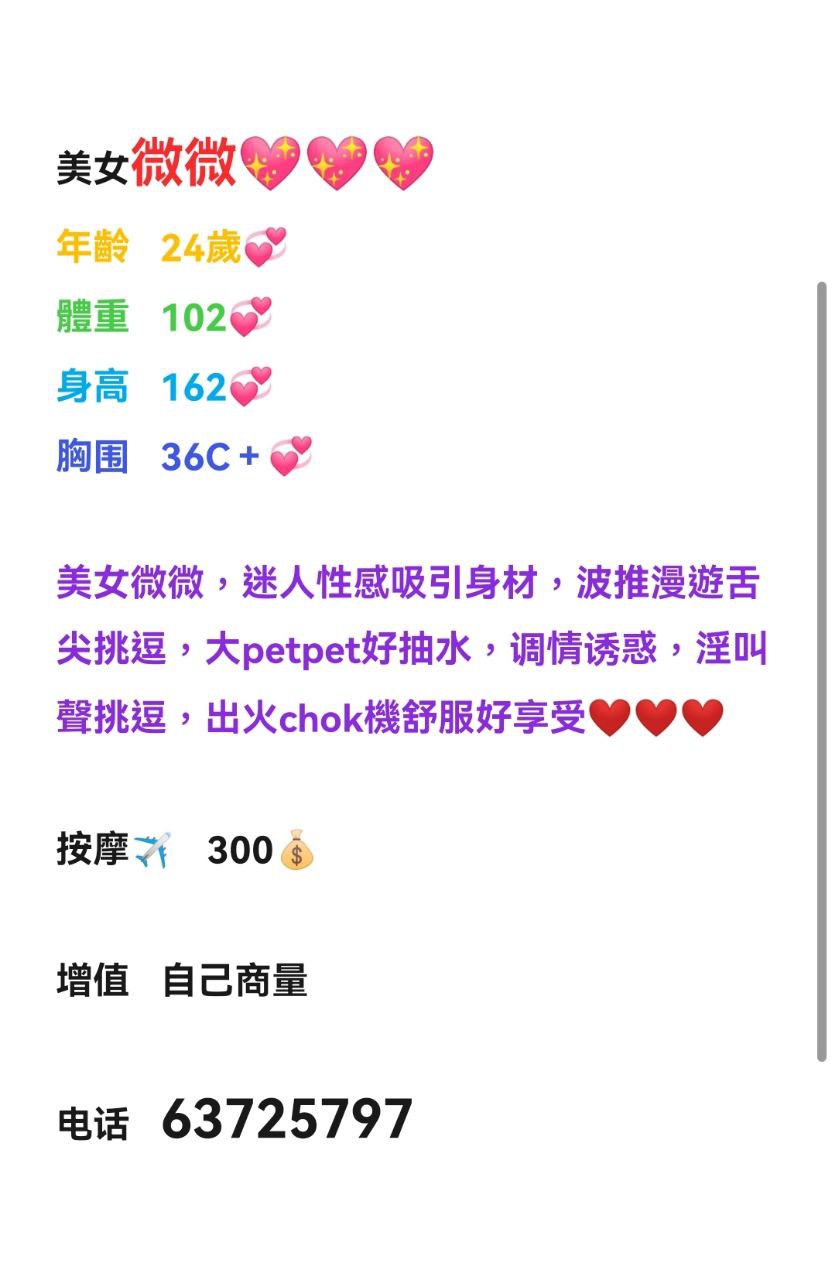 美女微微💖💖💖
年齡 24歲💞
體重 102💞
身高 162💞
胸围 36C+💞
美女微微，迷人性感吸引身材，波推漫遊舌
尖挑逗，大petpet好抽水，调情诱惑，淫叫
聲挑逗，出火chok機舒服好享受❤️❤️❤️
按摩✈️ 300💰
增值 自己商量
电话 63725797